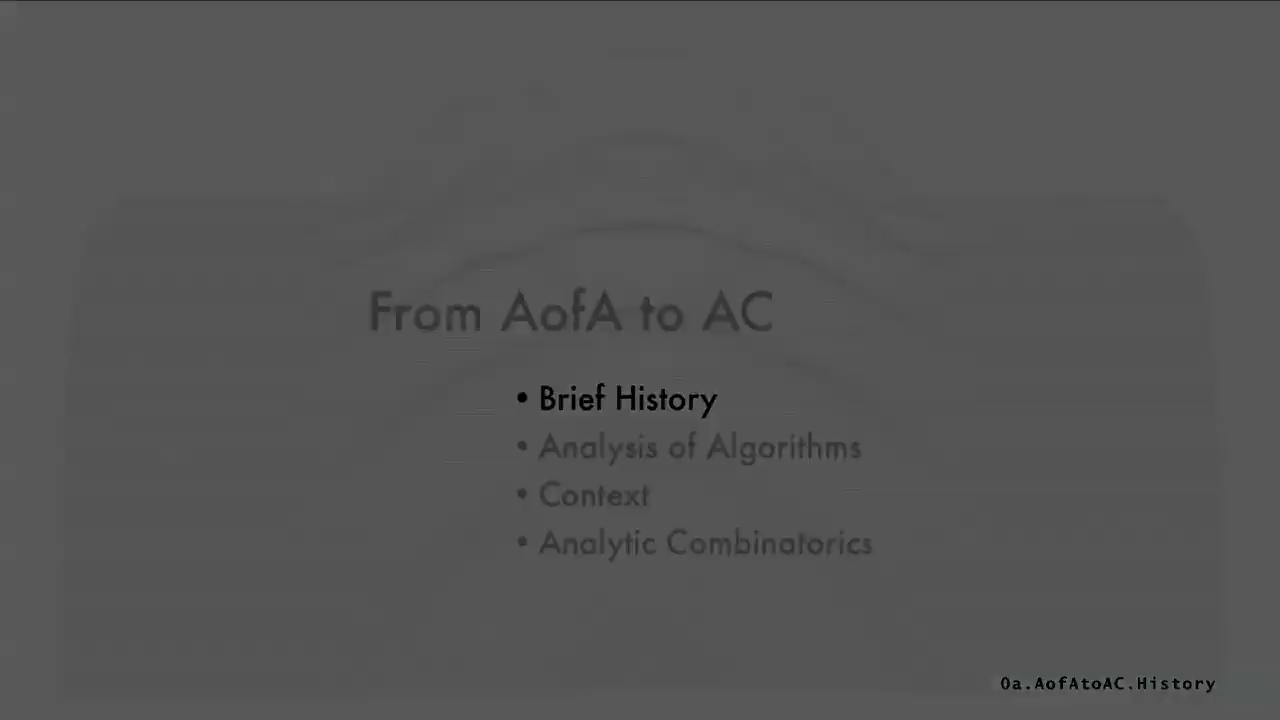 From AofA to AC
• Brief History
• Analysis of Algorithms
• Context
• Analytic Combinatorics
0a.AofAtoAC.History